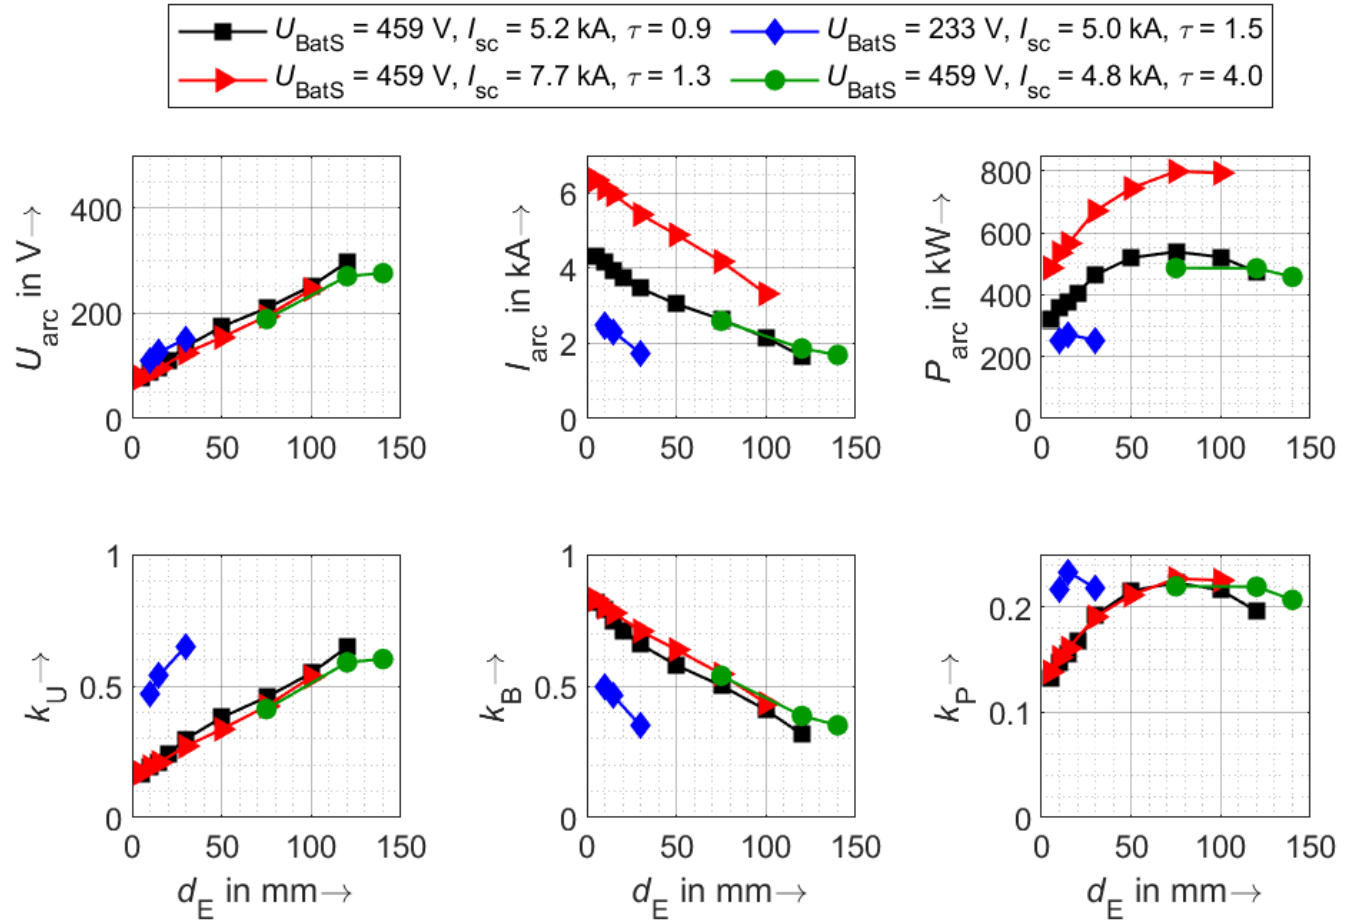 U_BatS = 459 V, I_sc = 5.2 kA, τ = 0.9
U_BatS = 233 V, I_sc = 5.0 kA, τ = 1.5
U_BatS = 459 V, I_sc = 7.7 kA, τ = 1.3
U_BatS = 459 V, I_sc = 4.8 kA, τ = 4.0
U_arc in V→
400
200
0
0 50 100 150
I_arc in kA→
6
4
2
0
0 50 100 150
P_arc in kW→
800
600
400
200
0
0 50 100 150
k_U→
1
0.5
0
0 50 100 150
d_E in mm→
k_B→
1
0.5
0
0 50 100 150
d_E in mm→
k_P→
0.2
0.1
0
0 50 100 150
d_E in mm→